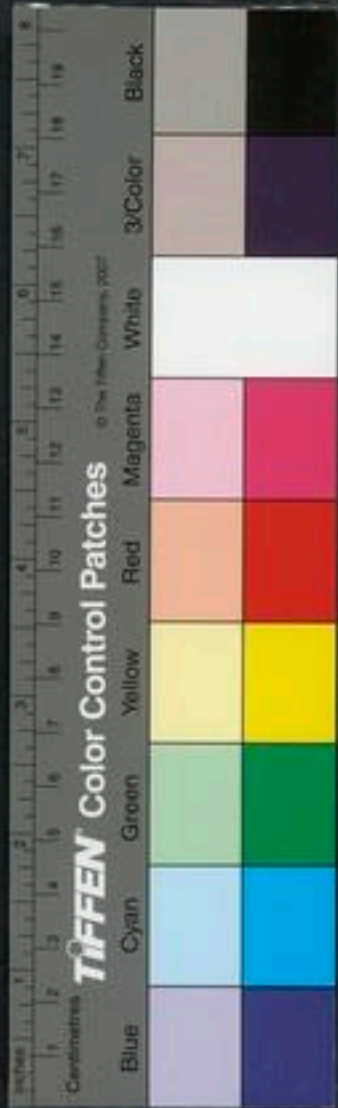 Inches 1 2 3 4 5 6 7 8
Centimetres 1 2 3 4 5 6 7 8 9 10 11 12 13 14 15 16 17 18 19
TIFFEN® Color Control Patches © The Tiffen Company, 2007
Blue Cyan Green Yellow Red Magenta White 3/Color Black